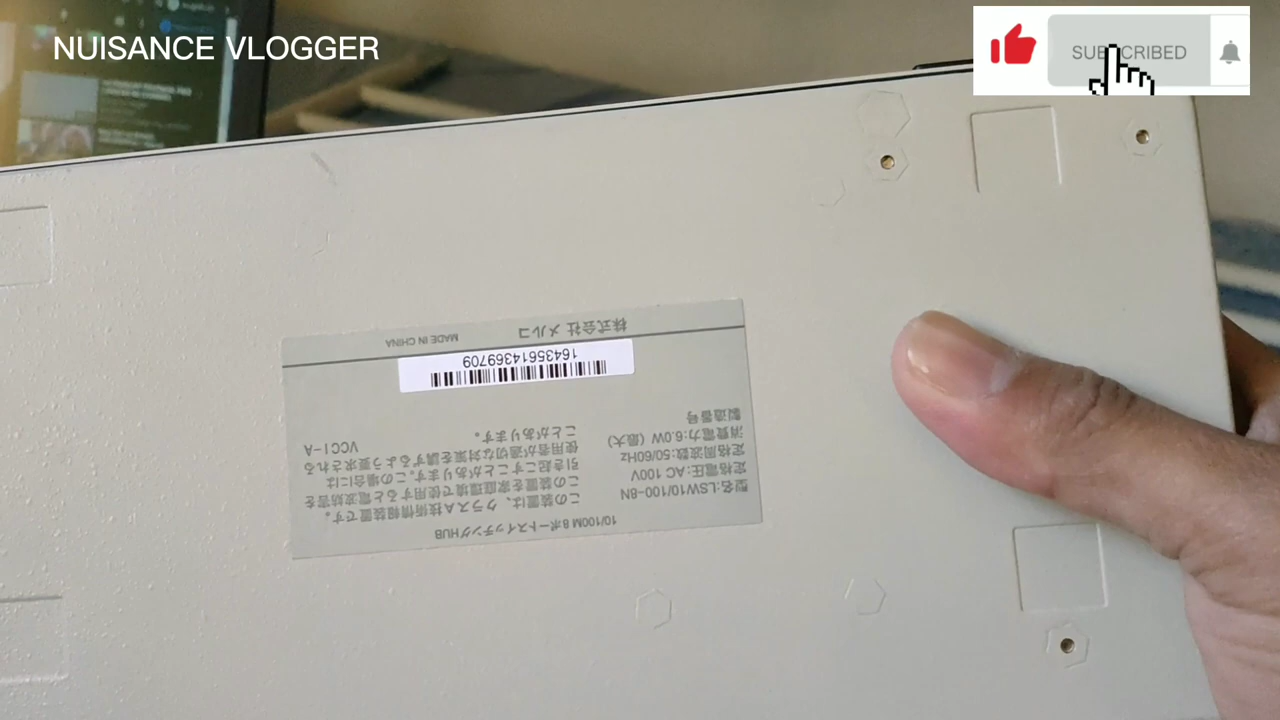 NUISANCE VLOGGER
SUBSCRIBED
10/100M 8ポートスイッチングHUB
型名:LSW10/100-8N
定格電圧:AC 100V
定格周波数:50/60Hz
消費電力:6.0W (最大)
製造番号
この装置は、クラスA技術情報装置です。
この装置を家庭環境で使用すると電波妨害を
引き起こすことがあります。この場合には
使用者が適切な対策を講ずるよう要求される
ことがあります。
VCCI-A
16435614369709
株式会社 メルコ
MADE IN CHINA